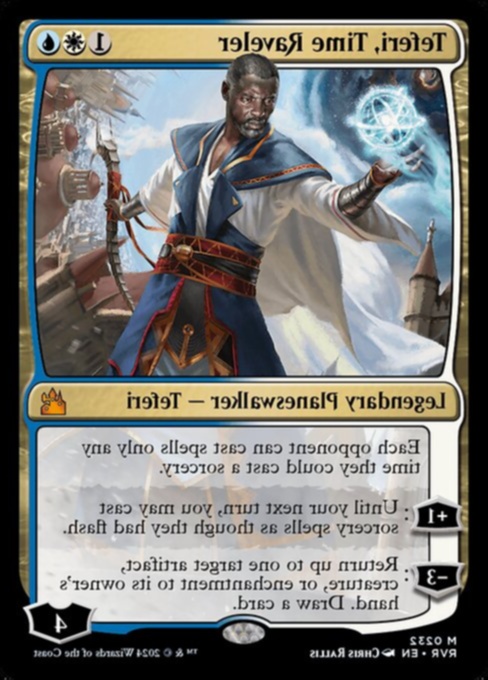 Teferi, Time Raveler 1
Legendary Planeswalker — Teferi
Each opponent can cast spells only any
time they could cast a sorcery.
+1: Until your next turn, you may cast
sorcery spells as though they had flash.
−3: Return up to one target artifact,
creature, or enchantment to its owner's
hand. Draw a card.
4
M 0232
RVR • EN CHRIS RALLIS
™ & © 2024 Wizards of the Coast